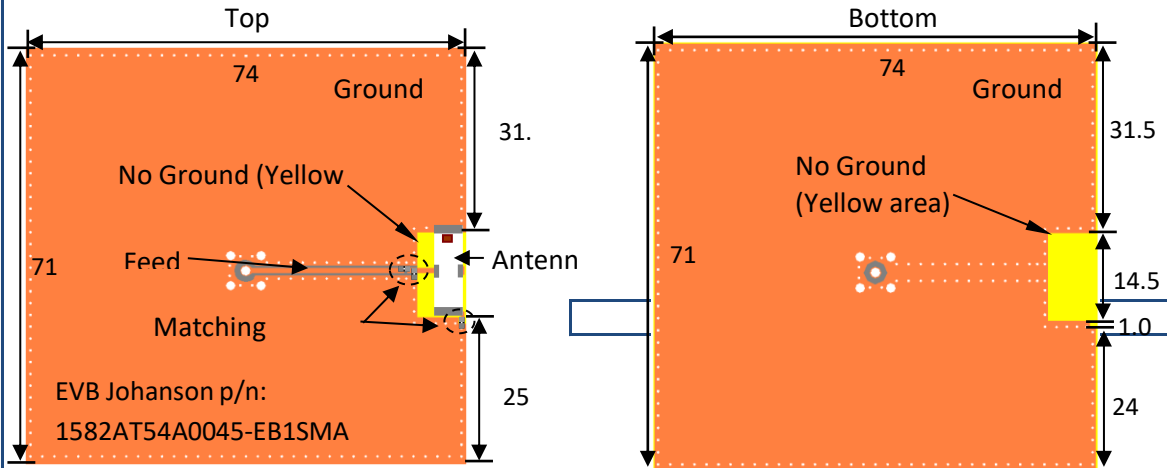 Top
74
Ground
31.
No Ground (Yellow
71
Feed
Antenn
Matching
EVB Johanson p/n:
1582AT54A0045-EB1SMA
25
Bottom
74
Ground
31.5
No Ground
(Yellow area)
71
14.5
1.0
24